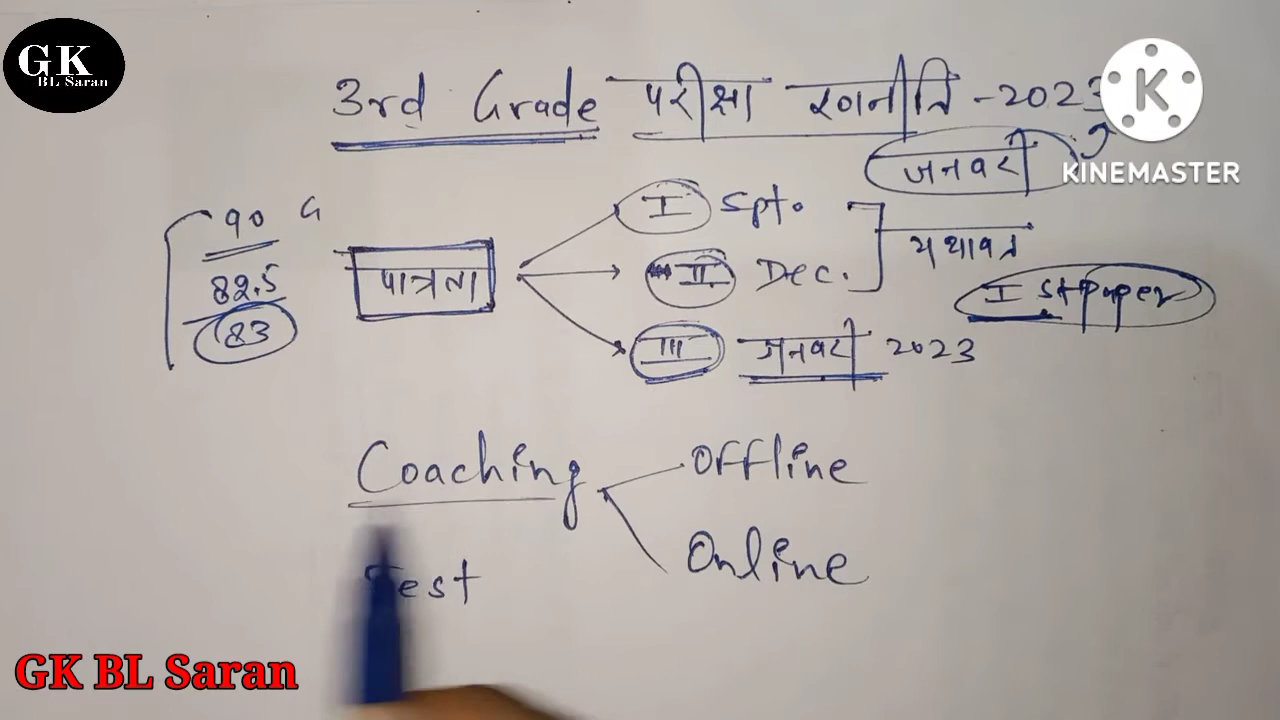 GK
BL Saran
3rd Grade परीक्षा रणनीति - 2023
KINEMASTER
जनवरी
90 G
82.5
83
पात्रता
I Spt.
II Dec.
यथावत
I st paper
III जनवरी 2023
Coaching
Offline
Online
Test
GK BL Saran